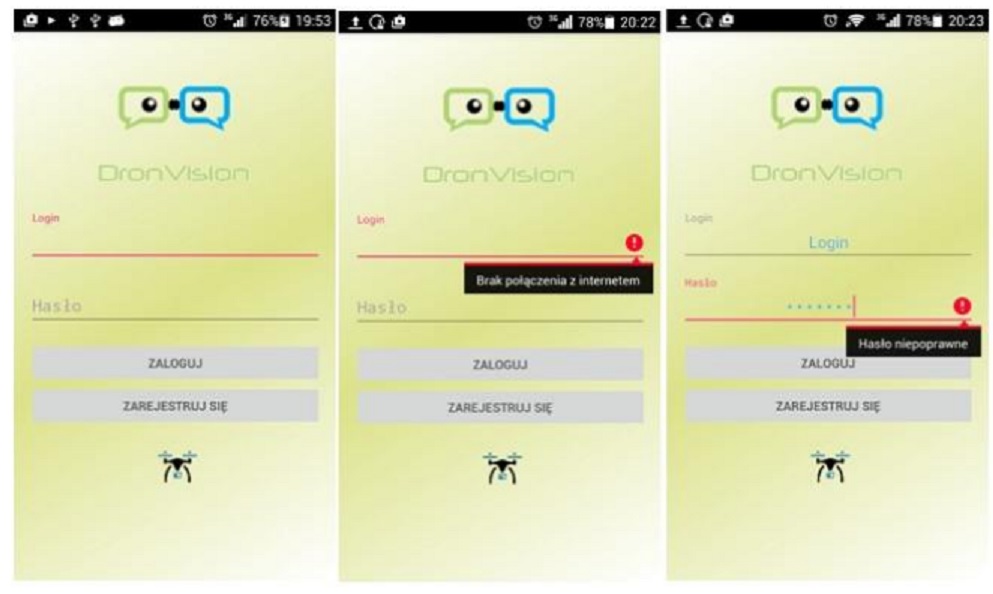 76% 19:53
DronVision
Login
Hasło
ZALOGUJ
ZAREJESTRUJ SIĘ
78% 20:22
DronVision
Login
Brak połączenia z internetem
Hasło
ZALOGUJ
ZAREJESTRUJ SIĘ
78% 20:23
DronVision
Login
Login
Hasło
Hasło niepoprawne
ZALOGUJ
ZAREJESTRUJ SIĘ